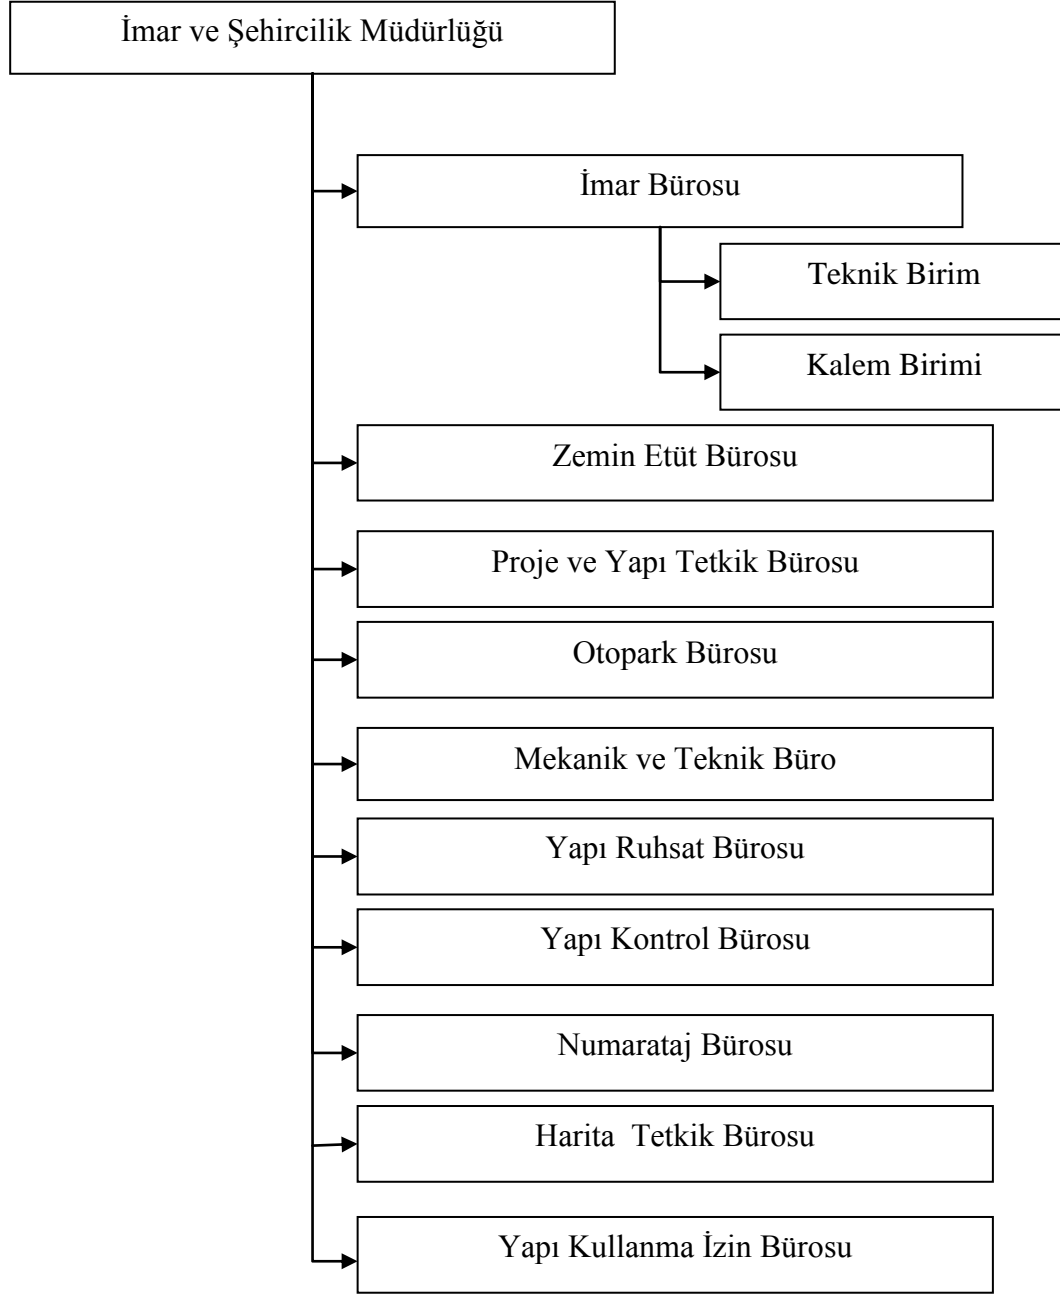 İmar ve Şehircilik Müdürlüğü
İmar Bürosu
Teknik Birim
Kalem Birimi
Zemin Etüt Bürosu
Proje ve Yapı Tetkik Bürosu
Otopark Bürosu
Mekanik ve Teknik Büro
Yapı Ruhsat Bürosu
Yapı Kontrol Bürosu
Numarataj Bürosu
Harita  Tetkik Bürosu
Yapı Kullanma İzin Bürosu